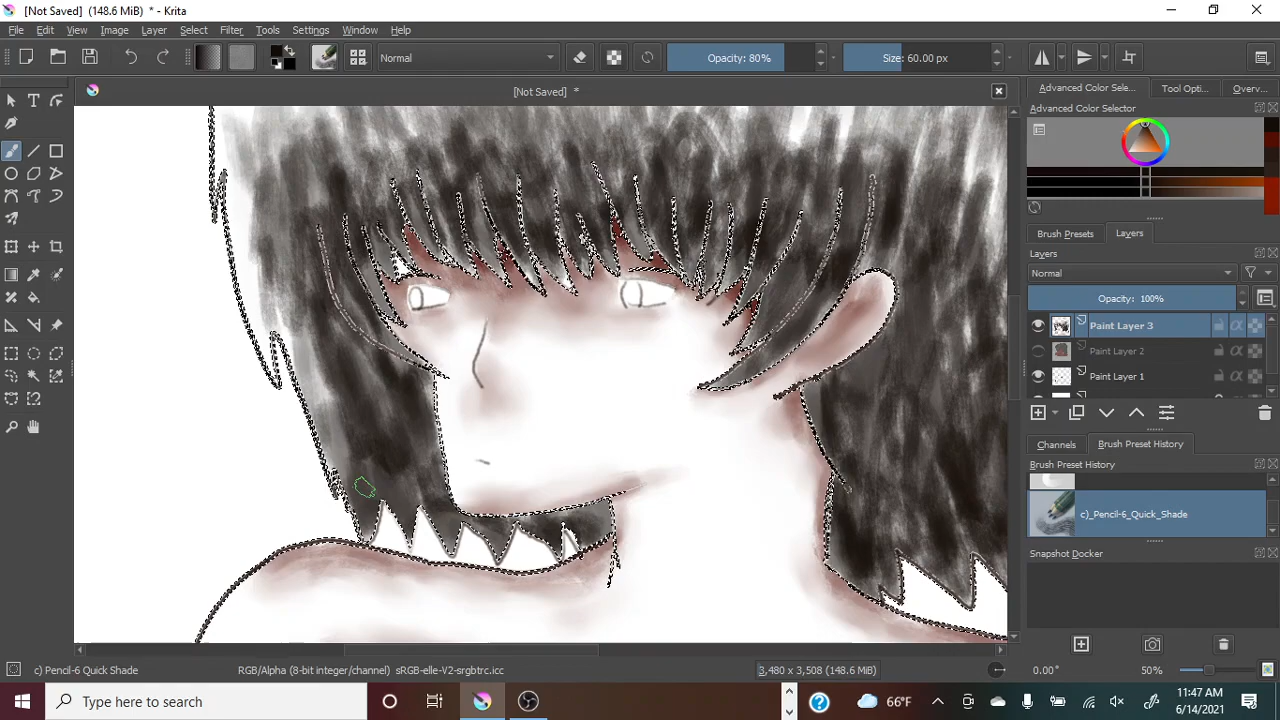 [Not Saved] (148.6 MiB) * - Krita
File Edit View Image Layer Select Filter Tools Settings Window Help
Normal Opacity: 80% Size: 60.00 px
[Not Saved] *
Advanced Color Sele... Tool Opti... Overv...
Advanced Color Selector
Brush Presets Layers
Layers
Normal
Opacity: 100%
Paint Layer 3
Paint Layer 2
Paint Layer 1
Channels Brush Preset History
Brush Preset History
c)_Pencil-6_Quick_Shade
Snapshot Docker
c) Pencil-6 Quick Shade RGB/Alpha (8-bit integer/channel) sRGB-elle-V2-srgbtrc.icc 3,480 x 3,508 (148.6 MiB) 0.00° 50%
Type here to search 66°F 11:47 AM
6/14/2021